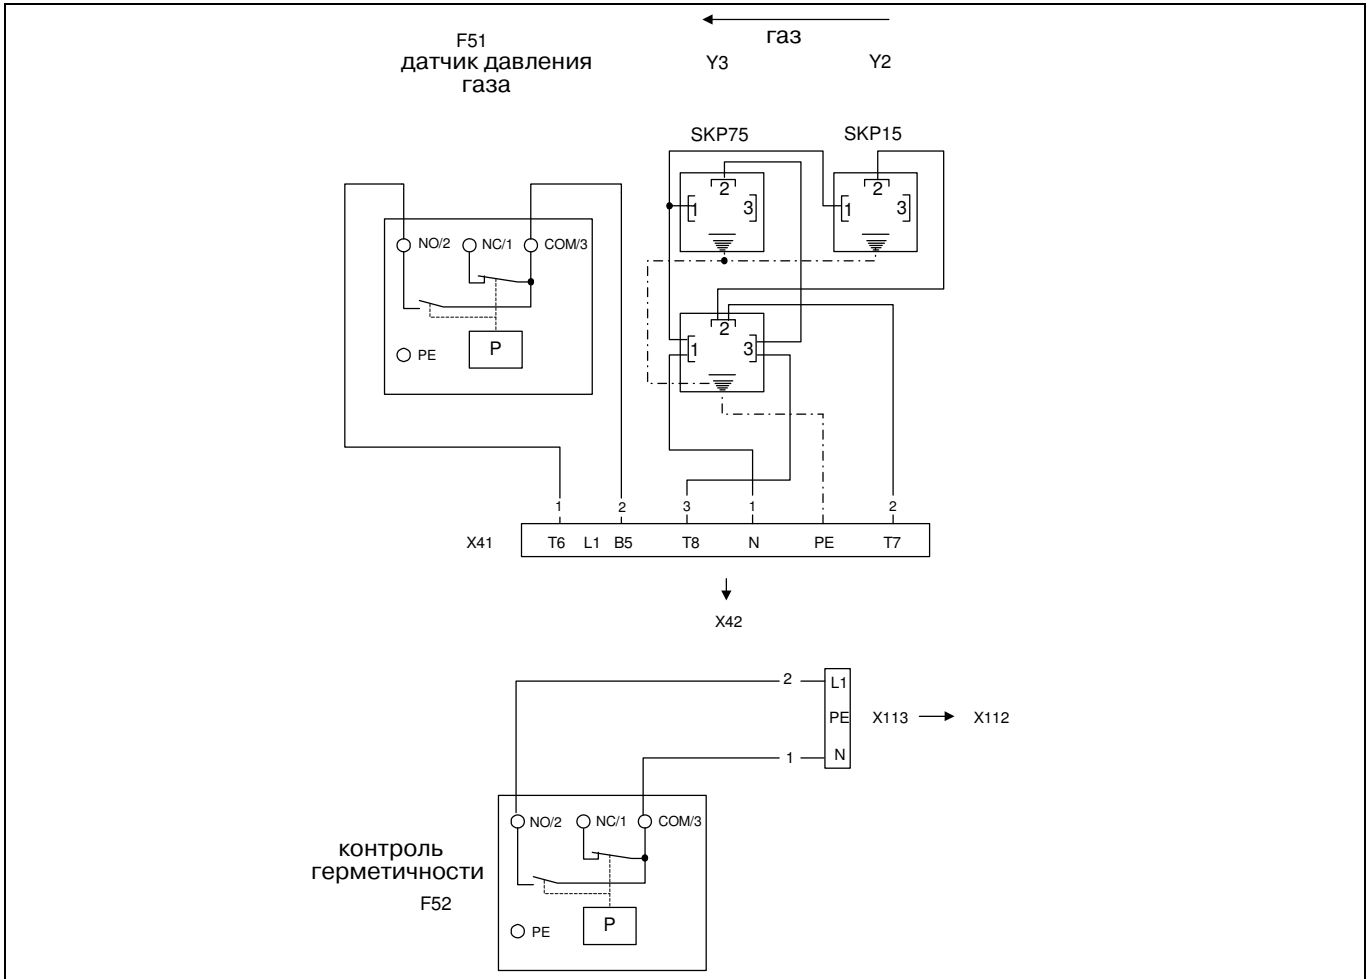 газ
F51
датчик давления
газа
Y3
Y2
SKP75
SKP15
2
1
3
2
1
3
NO/2
NC/1
COM/3
P
PE
2
1
3
1
2
3
1
2
X41
T6
L1
B5
T8
N
PE
T7
X42
2
L1
PE
X113
X112
1
N
NO/2
NC/1
COM/3
контроль
герметичности
F52
P
PE